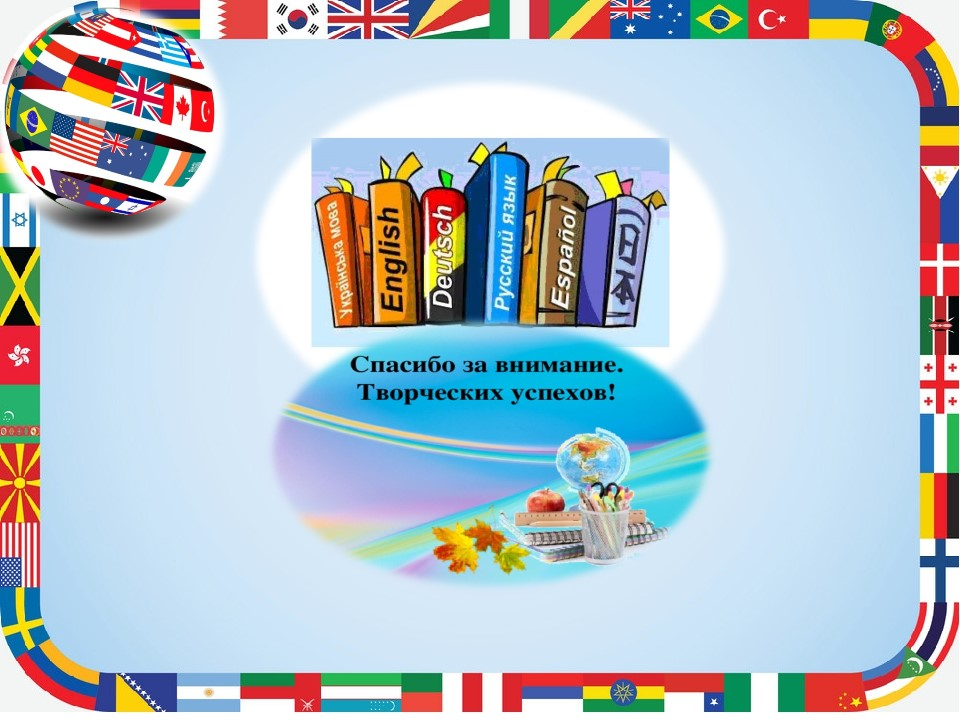 Українська мова
English
Deutsch
Русский язык
Español
日本
Спасибо за внимание.
Творческих успехов!